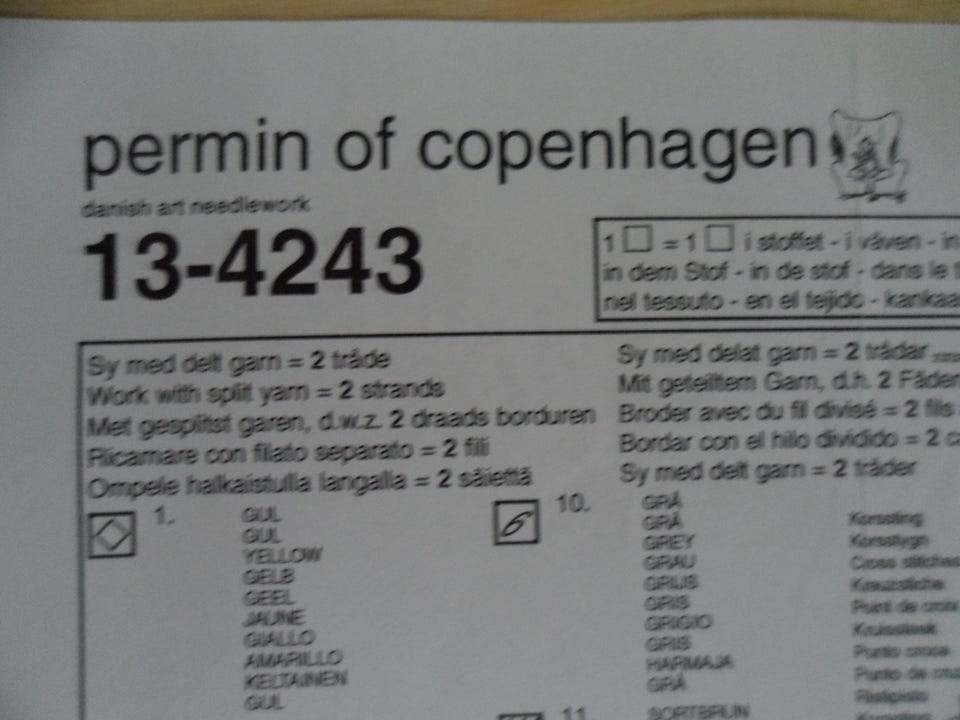 permin of copenhagen
danish art needlework
13-4243
1 □ = 1 □ i stoffet - i väven - in
in dem Stof - in de stof - dans le
nel tessuto - en el tejido - kankaa
Sy med delt garn = 2 tråde
Work with split yarn = 2 strands
Met gesplitst garen, d.w.z. 2 draads borduren
Ricamare con filato separato = 2 fili
Ompele halkaistulla langalla = 2 säiettä
Sy med delat garn = 2 trådar
Mit geteiltem Garn, d.h. 2 Fäden
Broder avec du fil divisé = 2 fils
Bordar con el hilo dividido = 2 c
Sy med delt garn = 2 tråder
1.
GUL
GUL
YELLOW
GELB
GEEL
JAUNE
GIALLO
AMARILLO
KELTAINEN
GUL
6 10.
GRÅ
GRÅ
GREY
GRAU
GRIJS
GRIS
GRIGIO
GRIS
HARMAJA
GRÅ
11
SORTBRUN
Korssting
Korsstygn
Cross stitches
Kreuzstiche
Point de croix
Kruissteek
Punto croce
Punto de cruz
Ristipisto